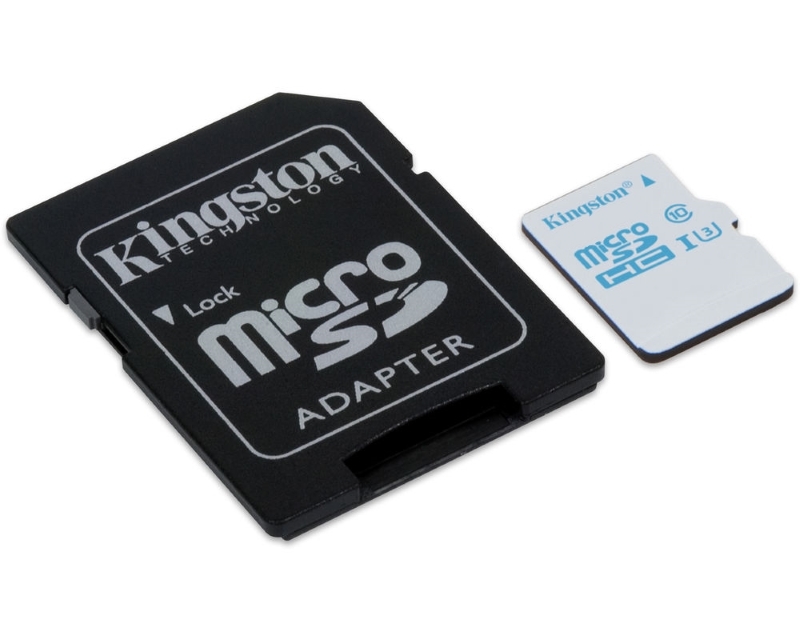 Kingston
TECHNOLOGY
Lock
micro
SD
ADAPTER
Kingston®
micro
SD
HC I 3
10